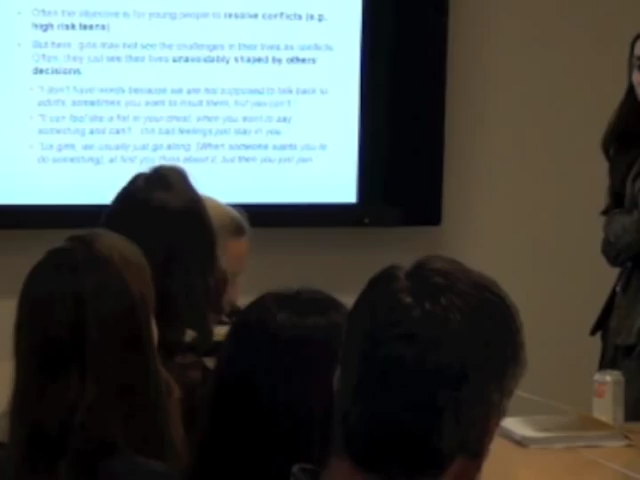 Often the objective is for young people to resolve conflicts (e.g.
high risk teens)
But here, girls may not see the challenges in their lives as conflicts.
Often, they just see their lives unavoidably shaped by others'
decisions.
"I don't have words because we are not supposed to talk back to
adults, sometimes you want to insult them, but you can't."
"I can feel like a fist in your chest, when you want to say
something and can't. The bad feelings just stay in you.
"Us girls, we usually just go along. [When someone wants you to
do something], at first you think about it, but then you just join.